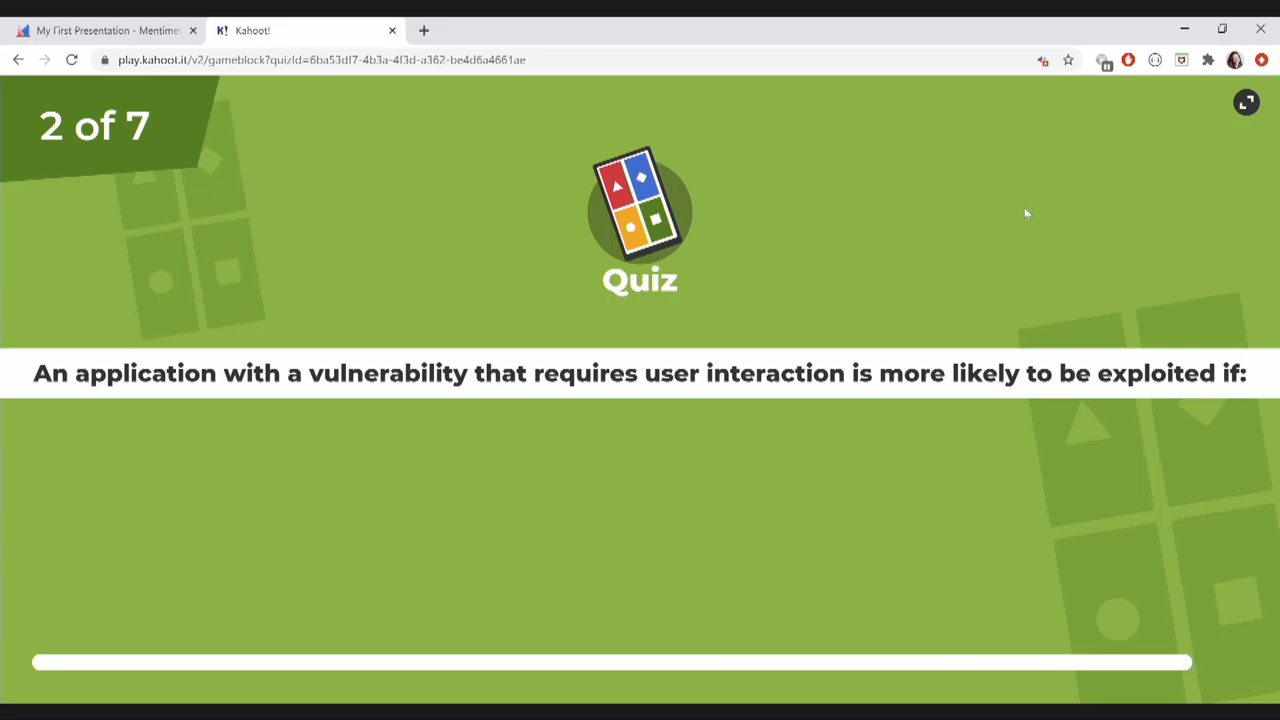 My First Presentation - Mentime
Kahoot!
play.kahoot.it/v2/gameblock?quizId=6ba53df7-4b3a-4f3d-a362-be4d6a4661ae
2 of 7
Quiz
An application with a vulnerability that requires user interaction is more likely to be exploited if: